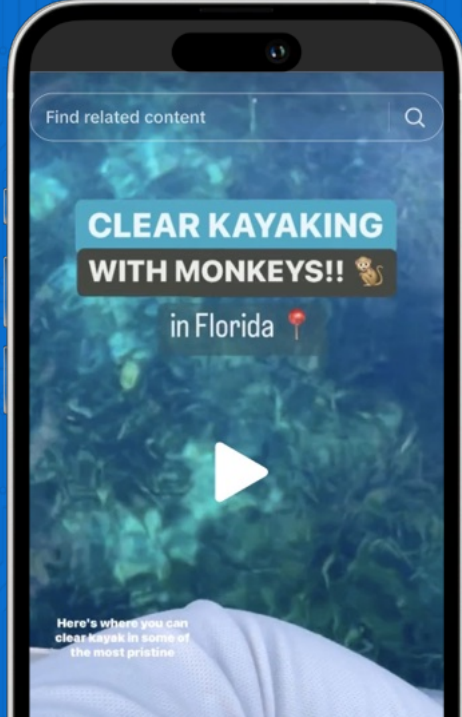 Find related content
CLEAR KAYAKING
WITH MONKEYS!! 🐒
in Florida 📍
Here's where you can
clear kayak in some of
the most pristine